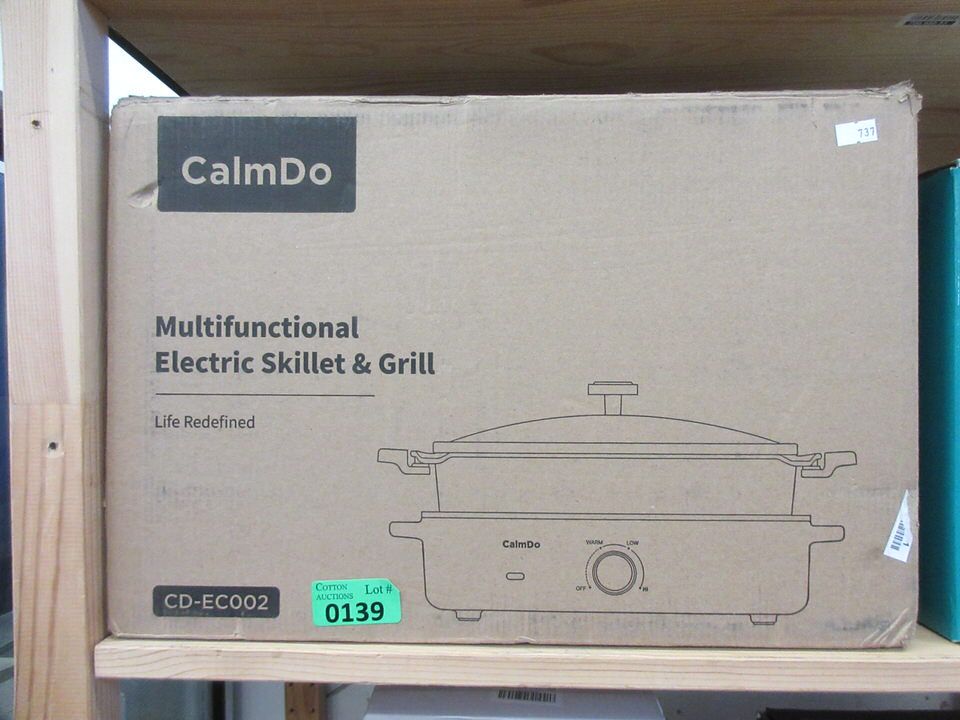 CalmDo
737
Multifunctional
Electric Skillet & Grill
Life Redefined
CalmDo
WARM
LOW
OFF
HI
CD-EC002
COTTON
AUCTIONS
Lot #
0139